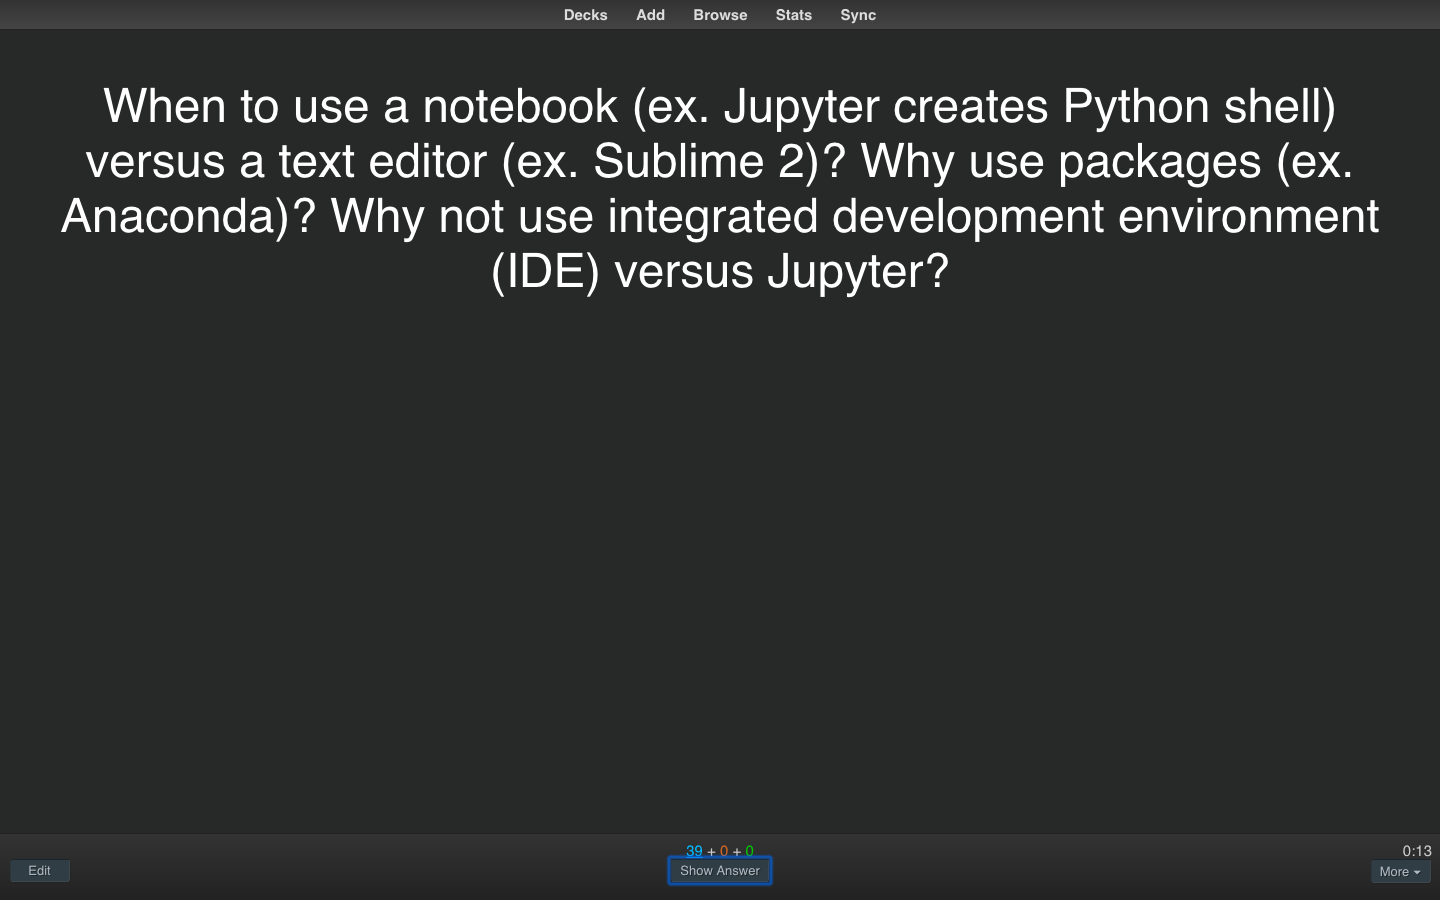 Decks Add Browse Stats Sync
When to use a notebook (ex. Jupyter creates Python shell)
versus a text editor (ex. Sublime 2)? Why use packages (ex.
Anaconda)? Why not use integrated development environment
(IDE) versus Jupyter?
39 + 0 + 0
0:13
Edit
Show Answer
More